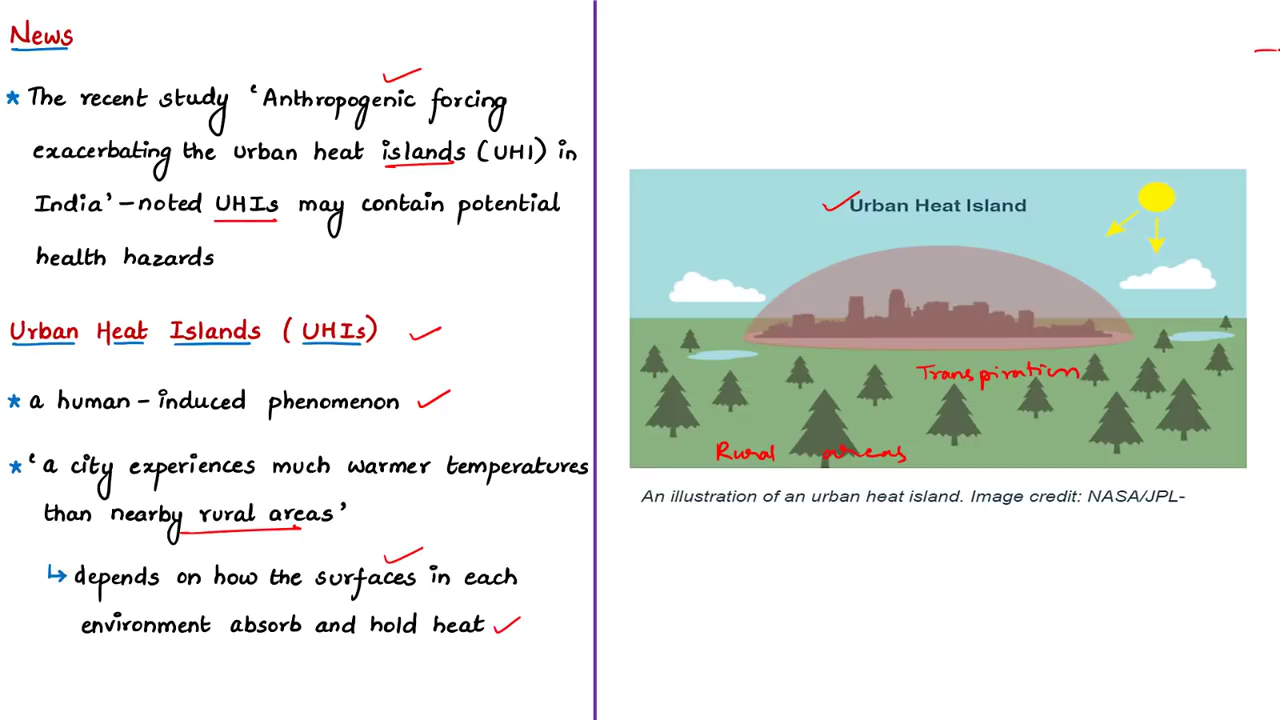 News
* The recent study 'Anthropogenic forcing
exacerbating the urban heat islands (UHI) in
India' - noted UHIs may contain potential
health hazards
Urban Heat Islands (UHIs)
* a human - induced phenomenon
* 'a city experiences much warmer temperatures
than nearby rural areas'
↳ depends on how the surfaces in each
environment absorb and hold heat
Urban Heat Island
Transpiration
Rural areas
An illustration of an urban heat island. Image credit: NASA/JPL-